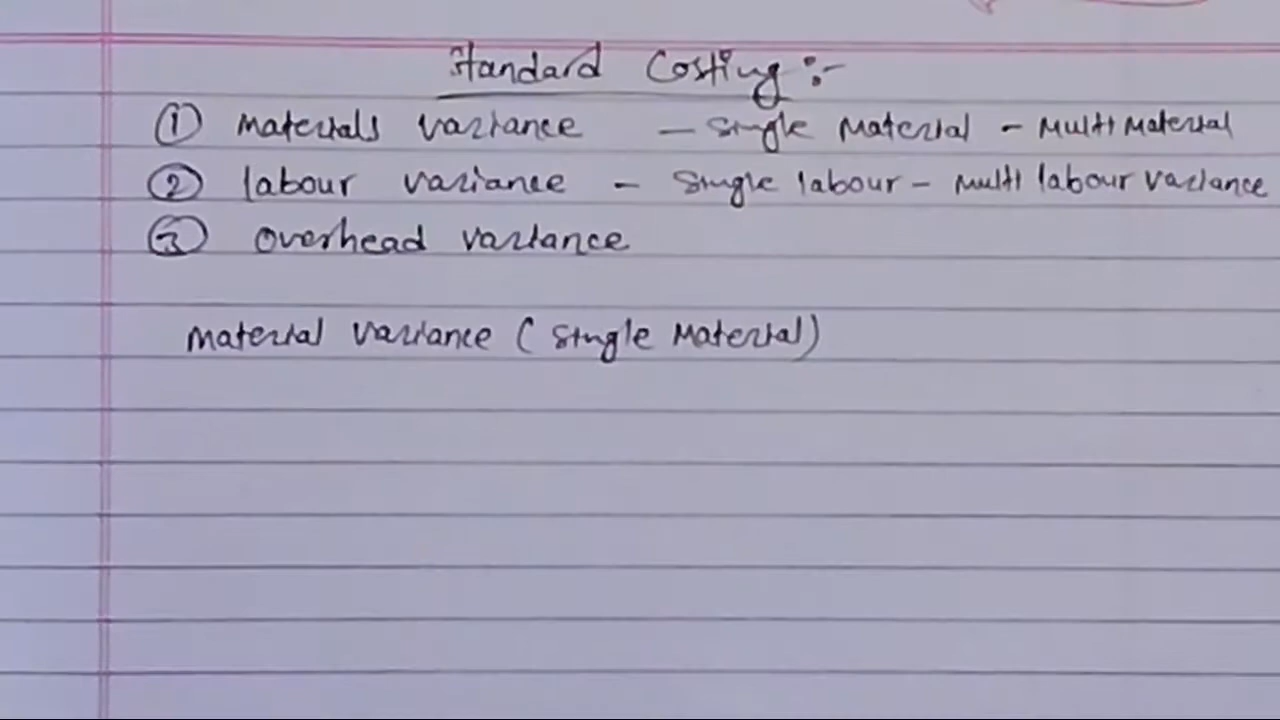 Standard Costing :-
① Materials variance - Single Material - Multi Material
② labour variance - Single labour - Multi labour variance
③ overhead variance
Material variance ( Single Material )